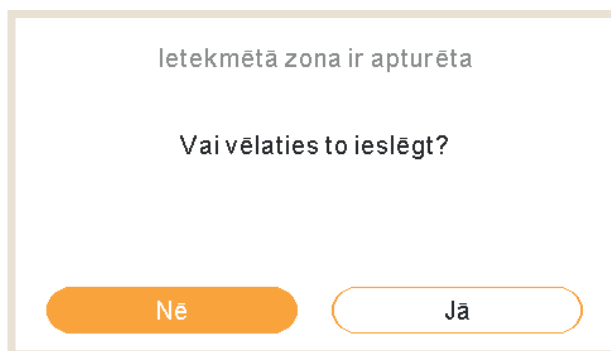 Ietekmētā zona ir apturēta
Vai vēlaties to ieslēgt?
Nē
Jā